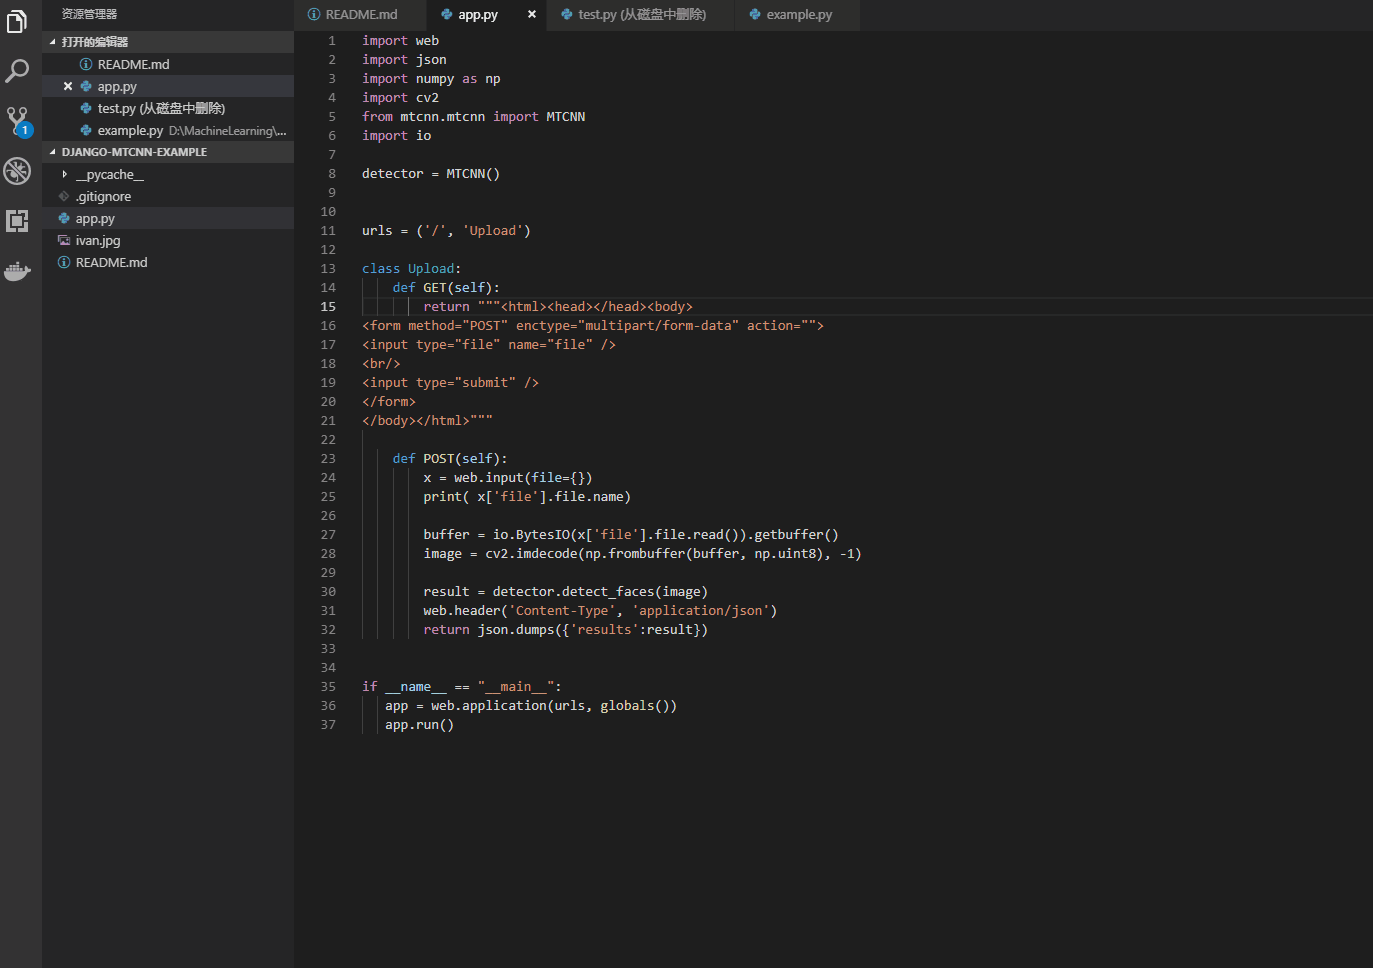 资源管理器
打开的编辑器
README.md
app.py
test.py (从磁盘中删除)
example.py D:\MachineLearning\...
DJANGO-MTCNN-EXAMPLE
__pycache__
.gitignore
app.py
ivan.jpg
README.md
1
README.md app.py test.py (从磁盘中删除) example.py
1 import web
2 import json
3 import numpy as np
4 import cv2
5 from mtcnn.mtcnn import MTCNN
6 import io
7
8 detector = MTCNN()
9
10
11 urls = ('/', 'Upload')
12
13 class Upload:
14     def GET(self):
15         return """<html><head></head><body>
16 <form method="POST" enctype="multipart/form-data" action="">
17 <input type="file" name="file" />
18 <br/>
19 <input type="submit" />
20 </form>
21 </body></html>"""
22
23     def POST(self):
24         x = web.input(file={})
25         print( x['file'].file.name)
26
27         buffer = io.BytesIO(x['file'].file.read()).getbuffer()
28         image = cv2.imdecode(np.frombuffer(buffer, np.uint8), -1)
29
30         result = detector.detect_faces(image)
31         web.header('Content-Type', 'application/json')
32         return json.dumps({'results':result})
33
34
35 if __name__ == "__main__":
36    app = web.application(urls, globals())
37    app.run()